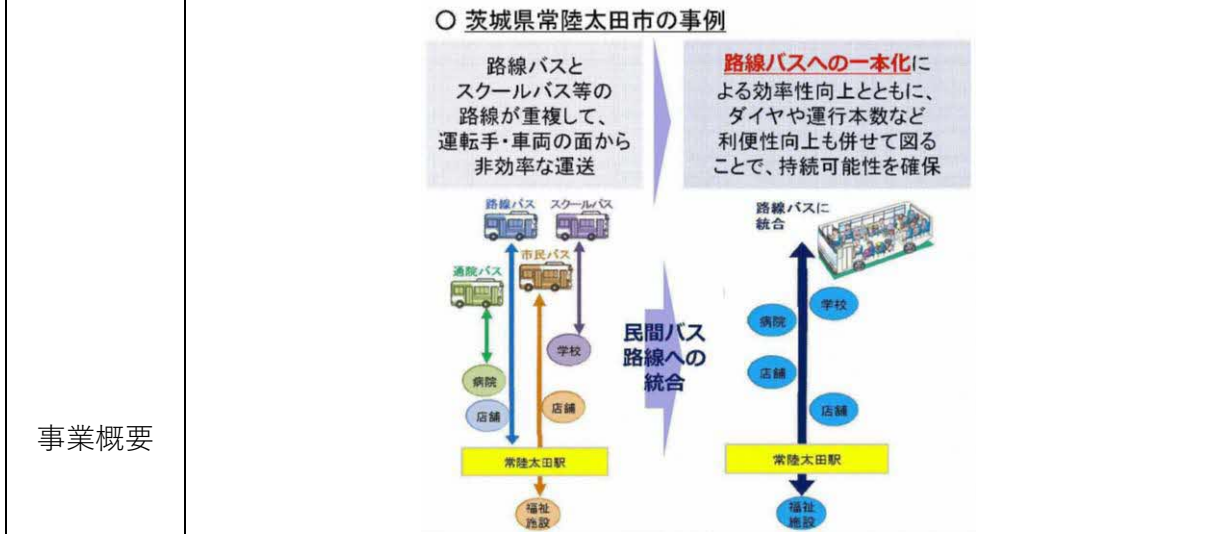 事業概要
○ 茨城県常陸太田市の事例
路線バスと
スクールバス等の
路線が重複して、
運転手・車両の面から
非効率な運送
路線バスへの一本化に
よる効率性向上とともに、
ダイヤや運行本数など
利便性向上も併せて図る
ことで、持続可能性を確保
路線バス
スクールバス
市民バス
通院バス
学校
病院
店舗
店舗
常陸太田駅
福祉
施設
民間バス
路線への
統合
路線バスに
統合
学校
病院
店舗
店舗
常陸太田駅
福祉
施設